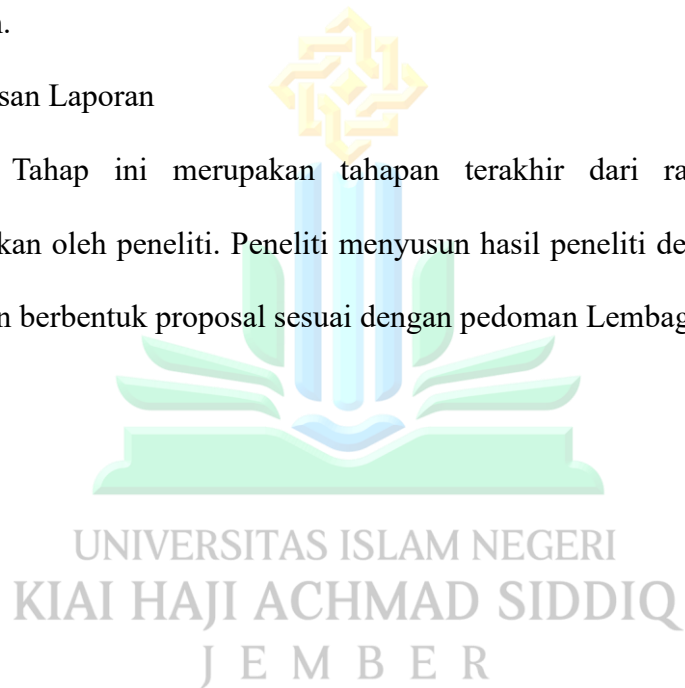 n.
san Laporan
Tahap ini merupakan tahapan terakhir dari ra
kan oleh peneliti. Peneliti menyusun hasil peneliti de
n berbentuk proposal sesuai dengan pedoman Lembag
UNIVERSITAS ISLAM NEGERI
KIAI HAJI ACHMAD SIDDIQ
JEMBER